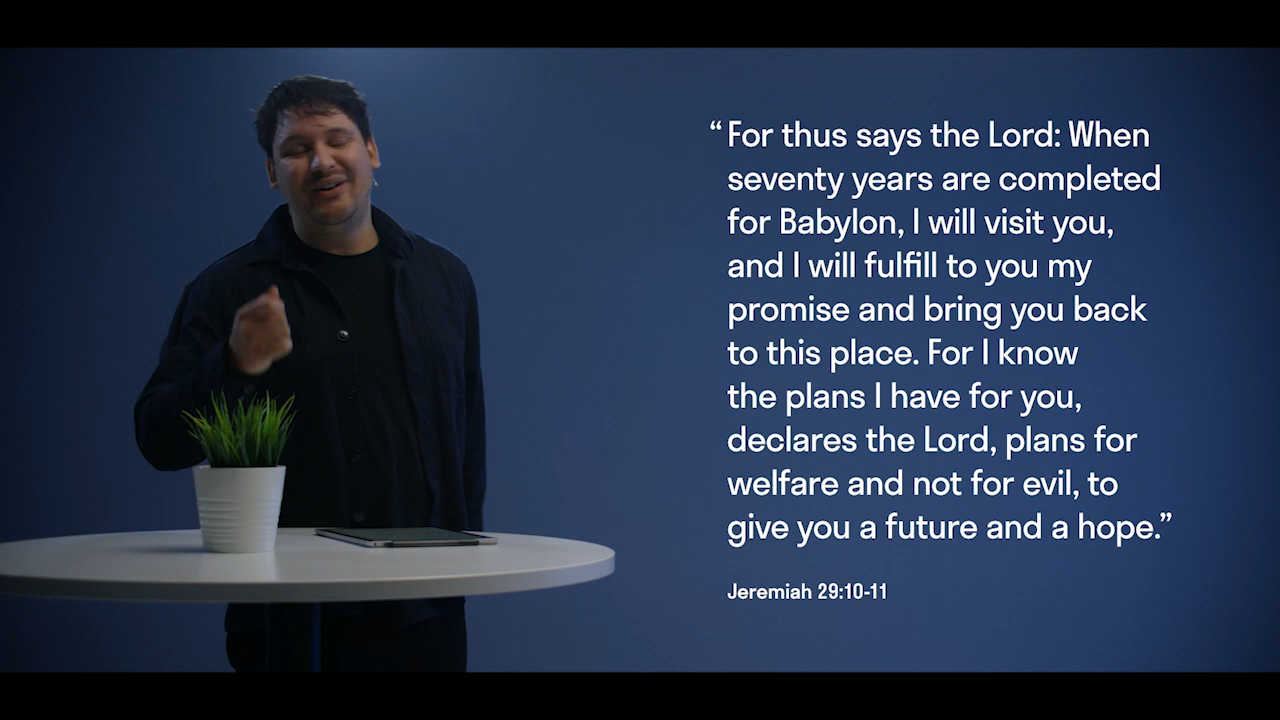 “For thus says the Lord: When
seventy years are completed
for Babylon, I will visit you,
and I will fulfill to you my
promise and bring you back
to this place. For I know
the plans I have for you,
declares the Lord, plans for
welfare and not for evil, to
give you a future and a hope.”
Jeremiah 29:10-11